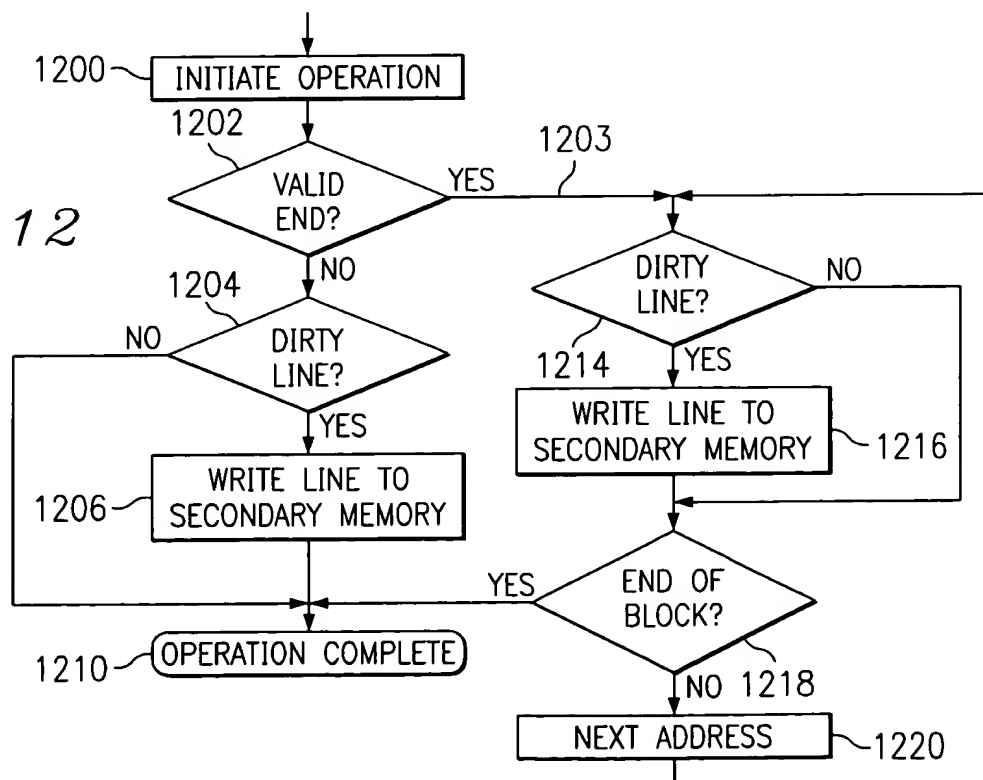 1200
INITIATE OPERATION
1202
VALID
END?
YES
1203
12
NO
1204
NO
DIRTY
LINE?
YES
1206
WRITE LINE TO
SECONDARY MEMORY
1210
OPERATION COMPLETE
DIRTY
LINE?
NO
1214
YES
WRITE LINE TO
SECONDARY MEMORY
1216
YES
END OF
BLOCK?
NO
1218
NEXT ADDRESS
1220